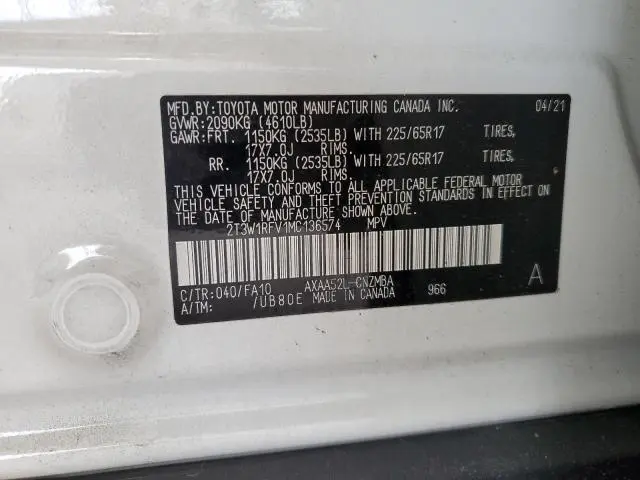 MFD.BY:TOYOTA MOTOR MANUFACTURING CANADA INC. 04/21
GVWR:2090KG (4610LB)
GAWR:FRT. 1150KG (2535LB) WITH 225/65R17 TIRES,
17X7.0J RIMS.
RR. 1150KG (2535LB) WITH 225/65R17 TIRES,
17X7.0J RIMS.
THIS VEHICLE CONFORMS TO ALL APPLICABLE FEDERAL MOTOR
VEHICLE SAFETY AND THEFT PREVENTION STANDARDS IN EFFECT ON
THE DATE OF MANUFACTURE SHOWN ABOVE.
2T3W1RFV1MC136574 MPV
C/TR:040/FA10 AXAA52L-CNZMBA 966 A
A/TM: /UB80E MADE IN CANADA